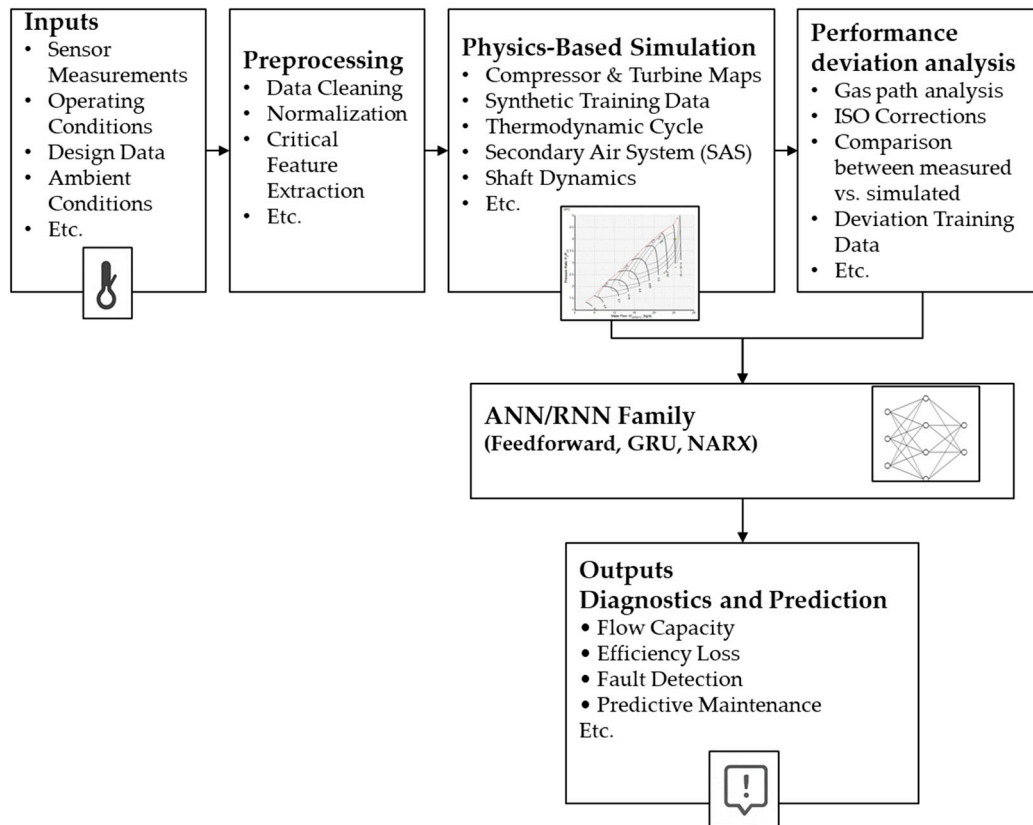 Inputs
• Sensor
Measurements
• Operating
Conditions
• Design Data
• Ambient
Conditions
• Etc.
Preprocessing
• Data Cleaning
• Normalization
• Critical
Feature
Extraction
• Etc.
Physics-Based Simulation
• Compressor & Turbine Maps
• Synthetic Training Data
• Thermodynamic Cycle
• Secondary Air System (SAS)
• Shaft Dynamics
• Etc.
Performance
deviation analysis
• Gas path analysis
• ISO Corrections
• Comparison
between measured
vs. simulated
• Deviation Training
Data
• Etc.
ANN/RNN Family
(Feedforward, GRU, NARX)
Outputs
Diagnostics and Prediction
• Flow Capacity
• Efficiency Loss
• Fault Detection
• Predictive Maintenance
Etc.
!